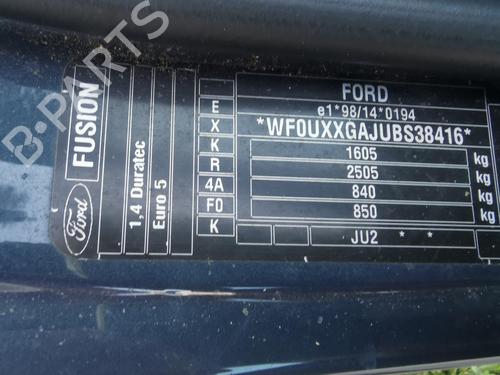 B-PARTS
FORD
e1*98/14*0194
*WF0UXXGAJUBS38416*
1605 kg
2505 kg
840 kg
850 kg
JU2 * *
E
X
K
R
4A
F0
K
Euro 5
1,4 Duratec
FUSION
Ford